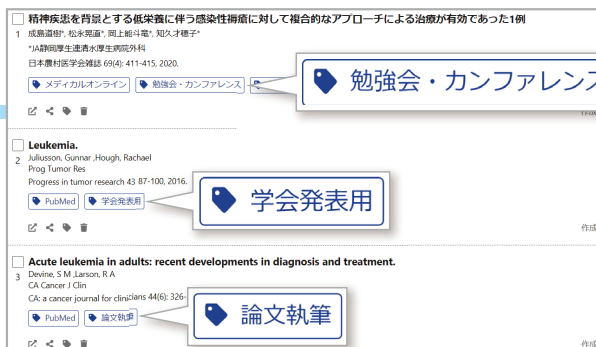 精神疾患を背景とする低栄養に伴う感染性褥瘡に対して複合的なアプローチによる治療が有効であった1例
1 成島道樹*, 松永晃直*, 岡上能斗竜*, 知久才穂子*
*JA静岡厚生連清水厚生病院外科
日本農村医学会雑誌 69(4): 411-415, 2020.
メディカルオンライン 勉強会・カンファレンス
勉強会・カンファレンス
Leukemia.
2 Juliusson, Gunnar ,Hough, Rachael
Prog Tumor Res
Progress in tumor research 43 87-100, 2016.
PubMed 学会発表用
学会発表用
作成
Acute leukemia in adults: recent developments in diagnosis and treatment.
3 Devine, S M ,Larson, R A
CA Cancer J Clin
CA: a cancer journal for clinicians 44(6): 326-
PubMed 論文執筆
論文執筆
作成